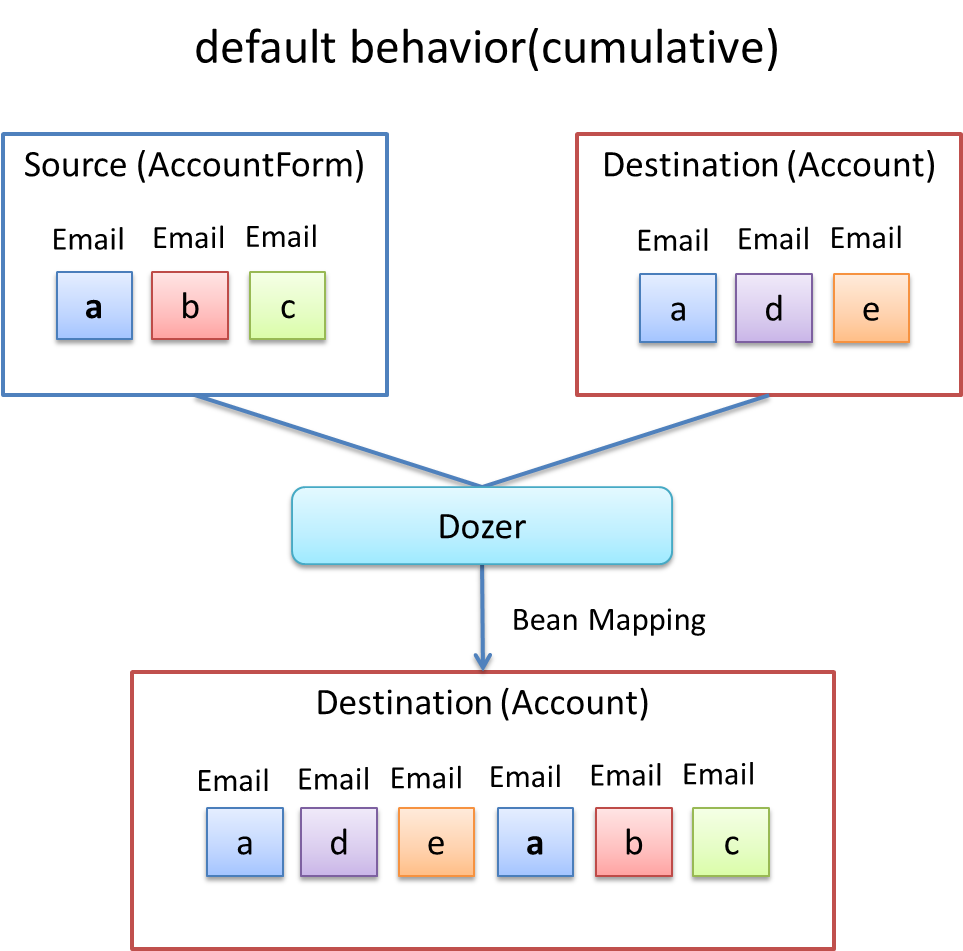 default behavior(cumulative)
Source (AccountForm)
Email Email Email
a b c
Destination (Account)
Email Email Email
a d e
Dozer
Bean Mapping
Destination (Account)
Email Email Email Email Email Email
a d e a b c